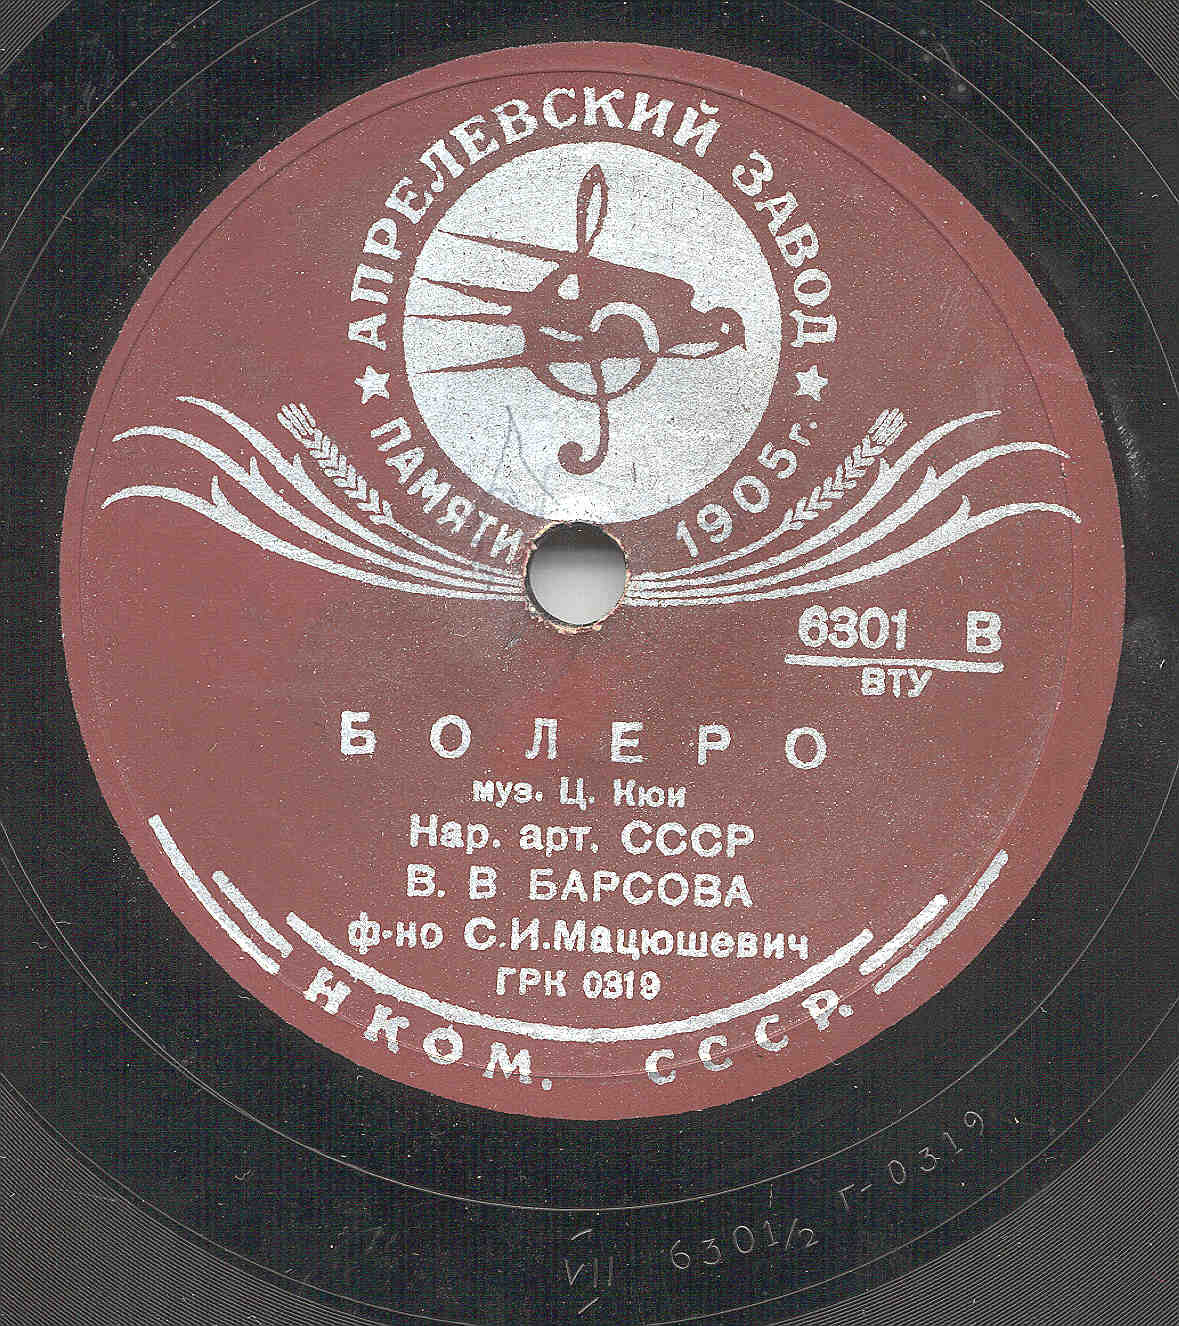 АПРЕЛЕВСКИЙ ЗАВОД
ПАМЯТИ 1905 г.
6301 В
ВТУ
БОЛЕРО
муз. Ц. Кюи
Нар. арт. СССР
В. В БАРСОВА
ф-но С.И.Мацюшевич
ГРК 0319
НКОМ. СССР.
VII 6301/2 Г-0319